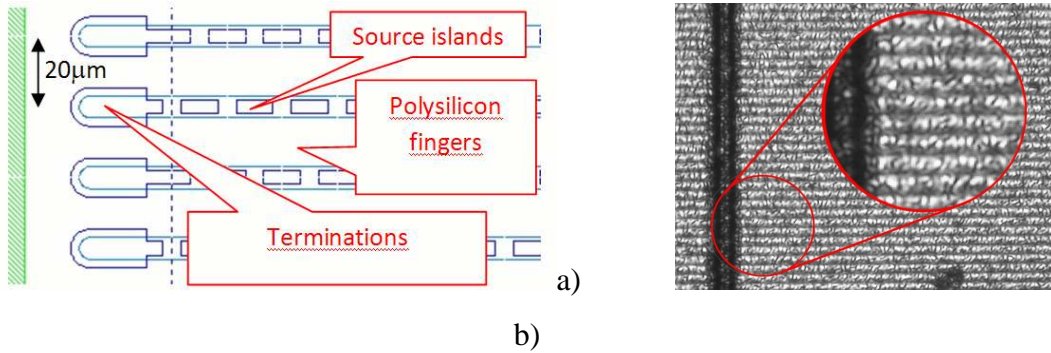 Source islands
20μm
Polysilicon
fingers
Terminations
a)
b)